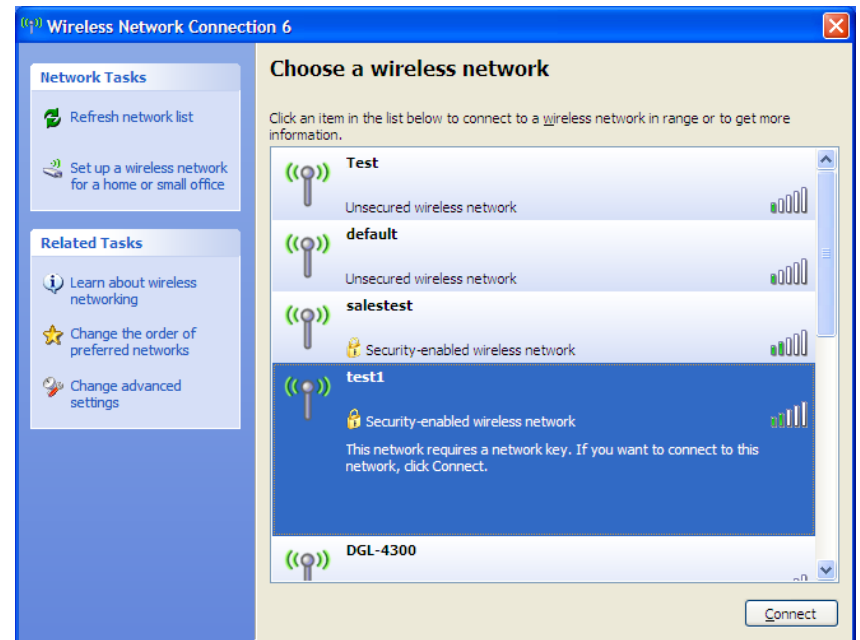 Wireless Network Connection 6
Network Tasks
Refresh network list
Set up a wireless network
for a home or small office
Related Tasks
Learn about wireless
networking
Change the order of
preferred networks
Change advanced
settings
Choose a wireless network
Click an item in the list below to connect to a wireless network in range or to get more
information.
Test
Unsecured wireless network
default
Unsecured wireless network
salestest
Security-enabled wireless network
test1
Security-enabled wireless network
This network requires a network key. If you want to connect to this
network, click Connect.
DGL-4300
Connect